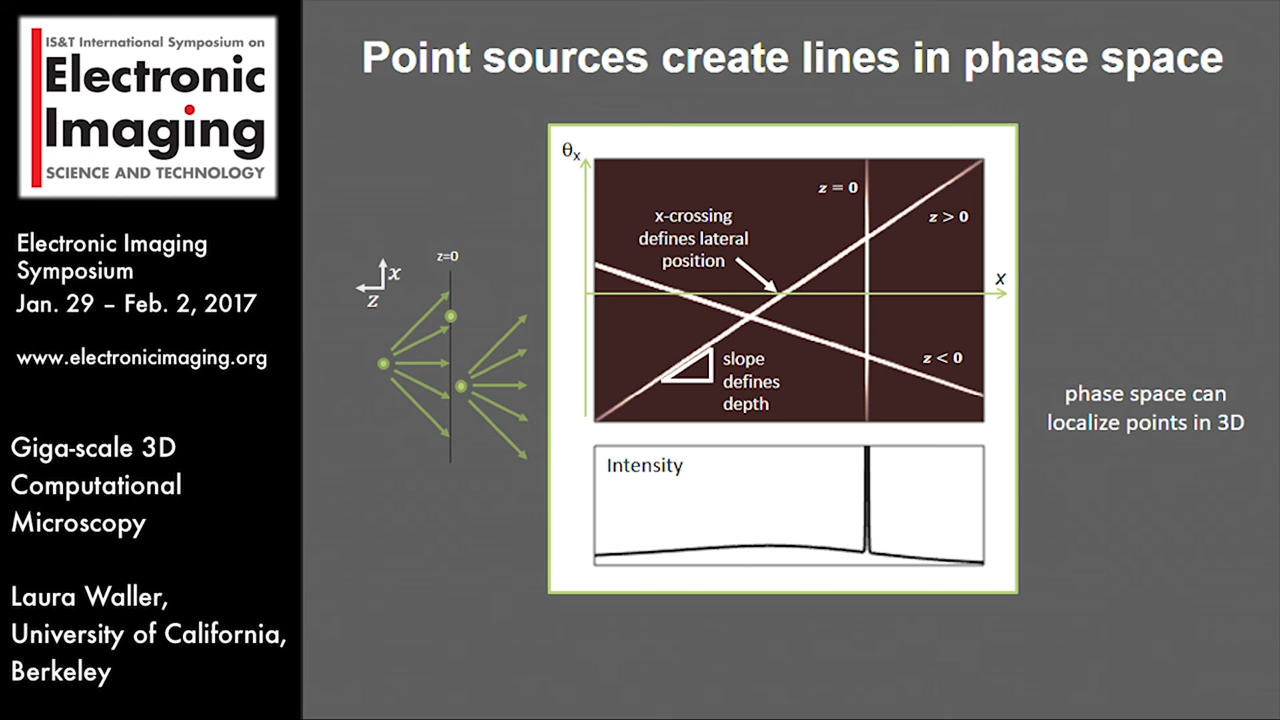 IS&T International Symposium on
Electronic
Imaging
SCIENCE AND TECHNOLOGY
Electronic Imaging
Symposium
Jan. 29 – Feb. 2, 2017
www.electronicimaging.org
Giga-scale 3D
Computational
Microscopy
Laura Waller,
University of California,
Berkeley
Point sources create lines in phase space
z=0
x
z
θx
z = 0
z > 0
x-crossing
defines lateral
position
x
z < 0
slope
defines
depth
Intensity
phase space can
localize points in 3D